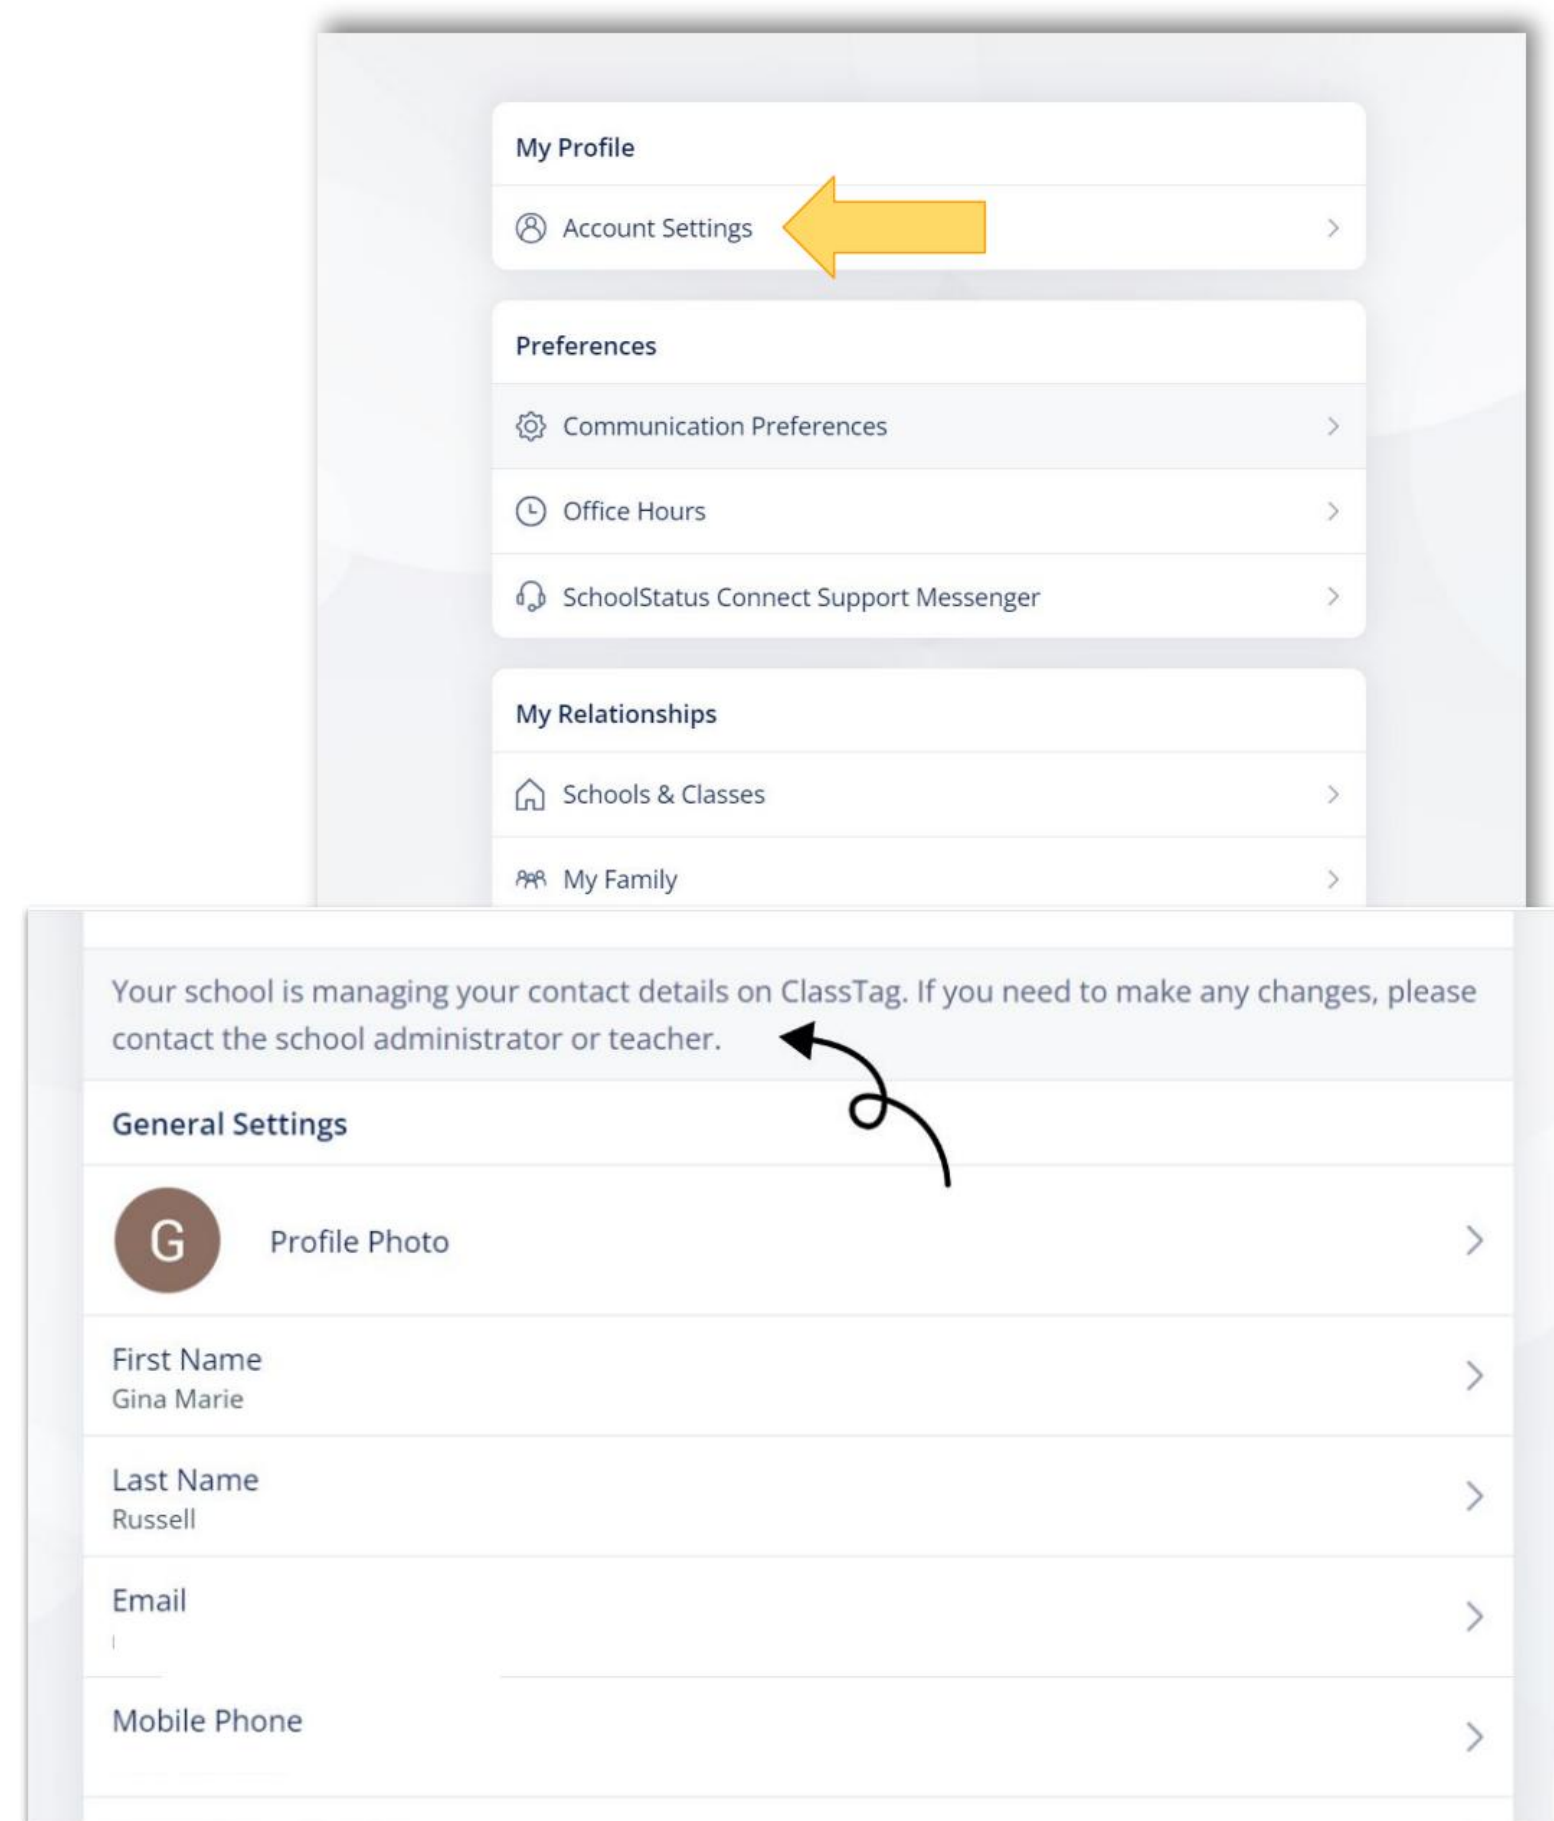 My Profile
Account Settings
Preferences
Communication Preferences
Office Hours
SchoolStatus Connect Support Messenger
My Relationships
Schools & Classes
My Family
Your school is managing your contact details on ClassTag. If you need to make any changes, please
contact the school administrator or teacher.
General Settings
G
Profile Photo
First Name
Gina Marie
Last Name
Russell
Email
Mobile Phone